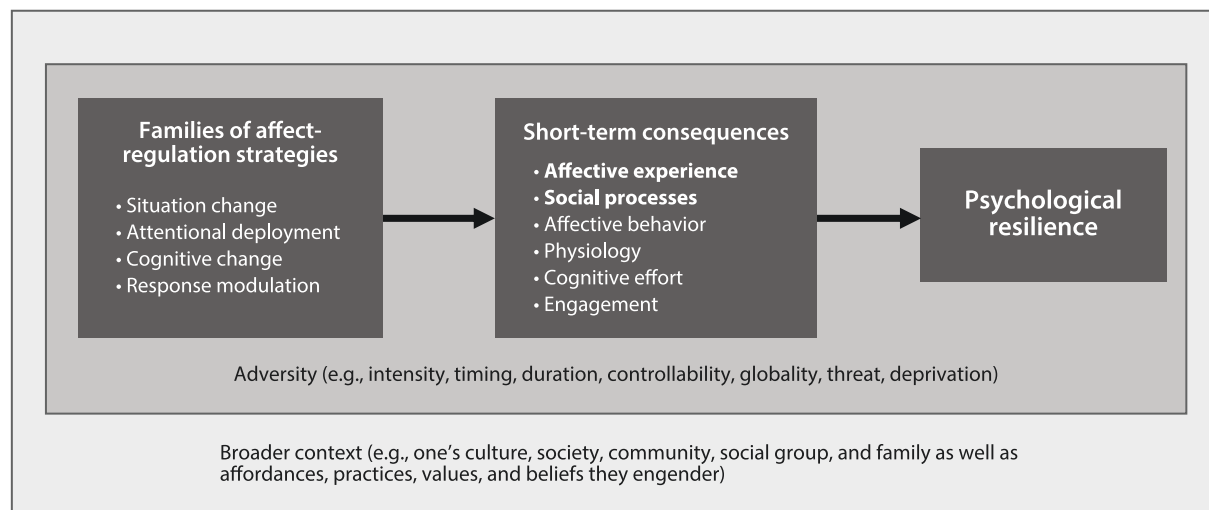 Families of affect-
regulation strategies
• Situation change
• Attentional deployment
• Cognitive change
• Response modulation
Short-term consequences
• Affective experience
• Social processes
• Affective behavior
• Physiology
• Cognitive effort
• Engagement
Psychological
resilience
Adversity (e.g., intensity, timing, duration, controllability, globality, threat, deprivation)
Broader context (e.g., one’s culture, society, community, social group, and family as well as
affordances, practices, values, and beliefs they engender)